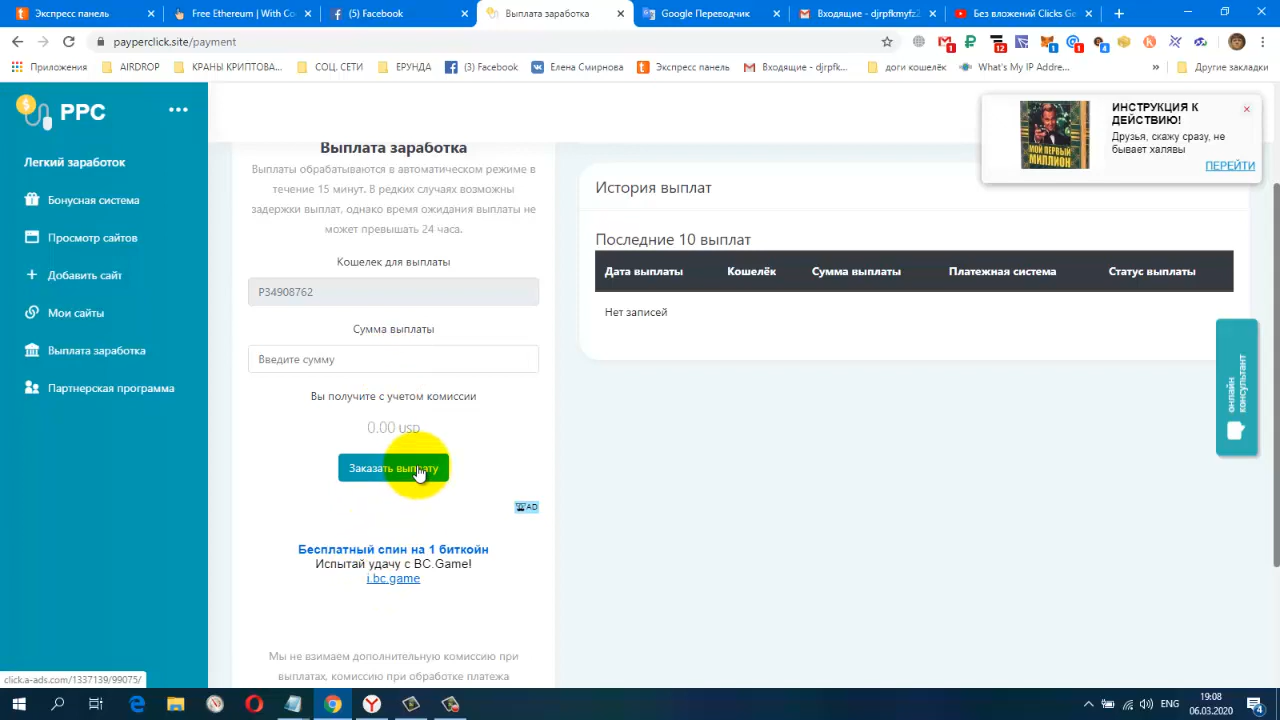 Экспресс панель
Free Ethereum | With Co
(5) Facebook
Выплата заработка
Google Переводчик
Входящие - djrpfkmyfz2
Без вложений Clicks Ge
payperclick.site/payment
1
12
1
1
4
Приложения
AIRDROP
КРАНЫ КРИПТОВА...
СОЦ. СЕТИ
ЕРУНДА
(3) Facebook
Елена Смирнова
Экспресс панель
Входящие - djrpfk...
доги кошелёк
What's My IP Addre...
»
Другие закладки
PPC
Легкий заработок
Бонусная система
Просмотр сайтов
Добавить сайт
Мои сайты
Выплата заработка
Партнерская программа
Выплата заработка
Выплаты обрабатываются в автоматическом режиме в
течение 15 минут. В редких случаях возможны
задержки выплат, однако время ожидания выплаты не
может превышать 24 часа.
Кошелек для выплаты
P34908762
Сумма выплаты
Введите сумму
Вы получите с учетом комиссии
0.00 USD
Заказать выплату
AD
Бесплатный спин на 1 биткойн
Испытай удачу с BC.Game!
i.bc.game
Мы не взимаем дополнительную комиссию при
выплатах, комиссию при обработке платежа
История выплат
Последние 10 выплат
Дата выплаты Кошелёк Сумма выплаты Платежная система Статус выплаты
Нет записей
ИНСТРУКЦИЯ К
ДЕЙСТВИЮ!
Друзья, скажу сразу, не
бывает халявы
ПЕРЕЙТИ
МОЙ ПЕРВЫЙ
МИЛЛИОН
онлайн
консультант
click.a-ads.com/1337139/99075/
ENG
19:08
06.03.2020
4